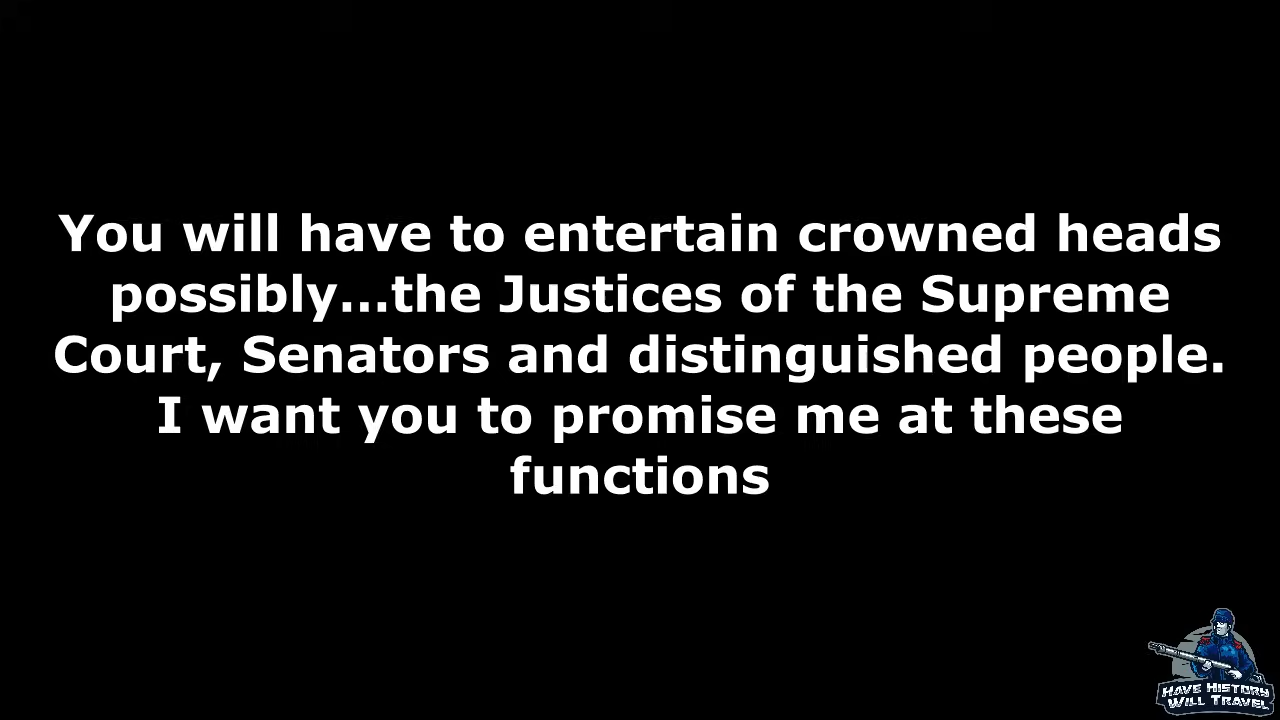 You will have to entertain crowned heads
possibly...the Justices of the Supreme
Court, Senators and distinguished people.
I want you to promise me at these
functions
Have History
Will Travel